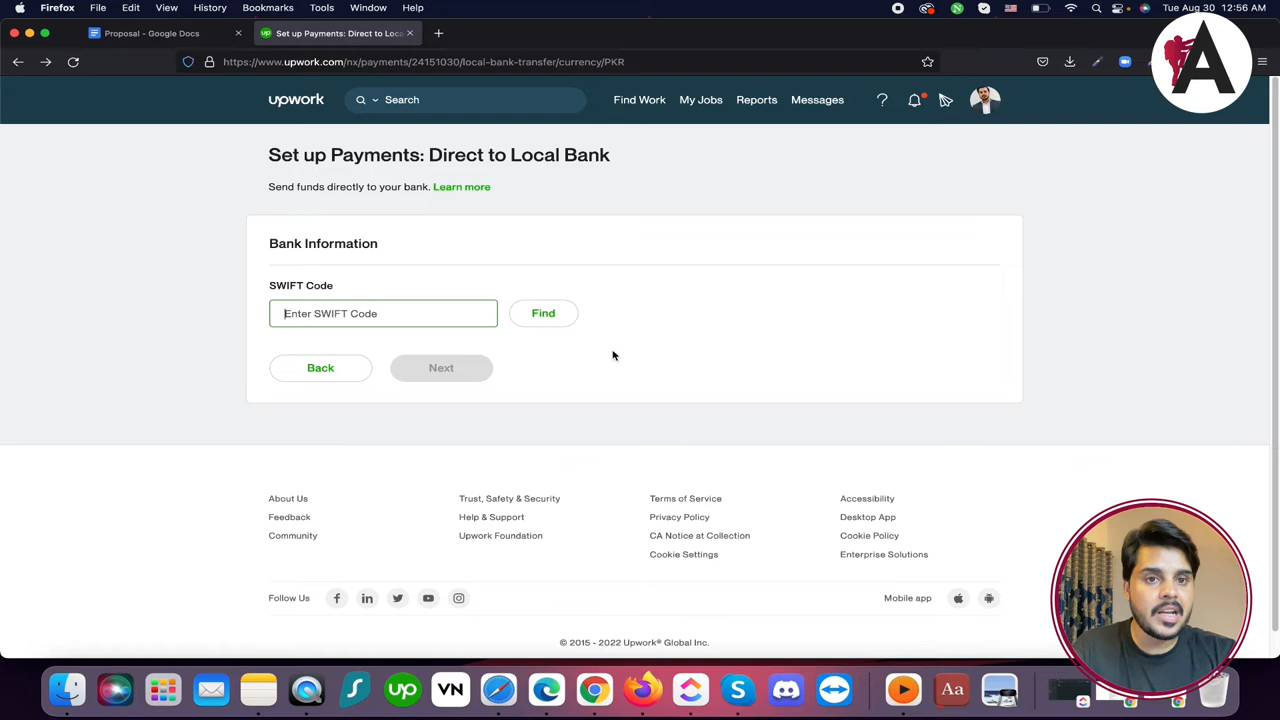 Firefox File Edit View History Bookmarks Tools Window Help Tue Aug 30 12:56 AM
Proposal - Google Docs Set up Payments: Direct to Loca
https://www.upwork.com/nx/payments/24151030/local-bank-transfer/currency/PKR
A
upwork Search Find Work My Jobs Reports Messages
Set up Payments: Direct to Local Bank
Send funds directly to your bank. Learn more
Bank Information
SWIFT Code
Enter SWIFT Code Find
Back Next
About Us Trust, Safety & Security Terms of Service Accessibility
Feedback Help & Support Privacy Policy Desktop App
Community Upwork Foundation CA Notice at Collection Cookie Policy
Cookie Settings Enterprise Solutions
Follow Us Mobile app
© 2015 - 2022 Upwork® Global Inc.
up VN Aa